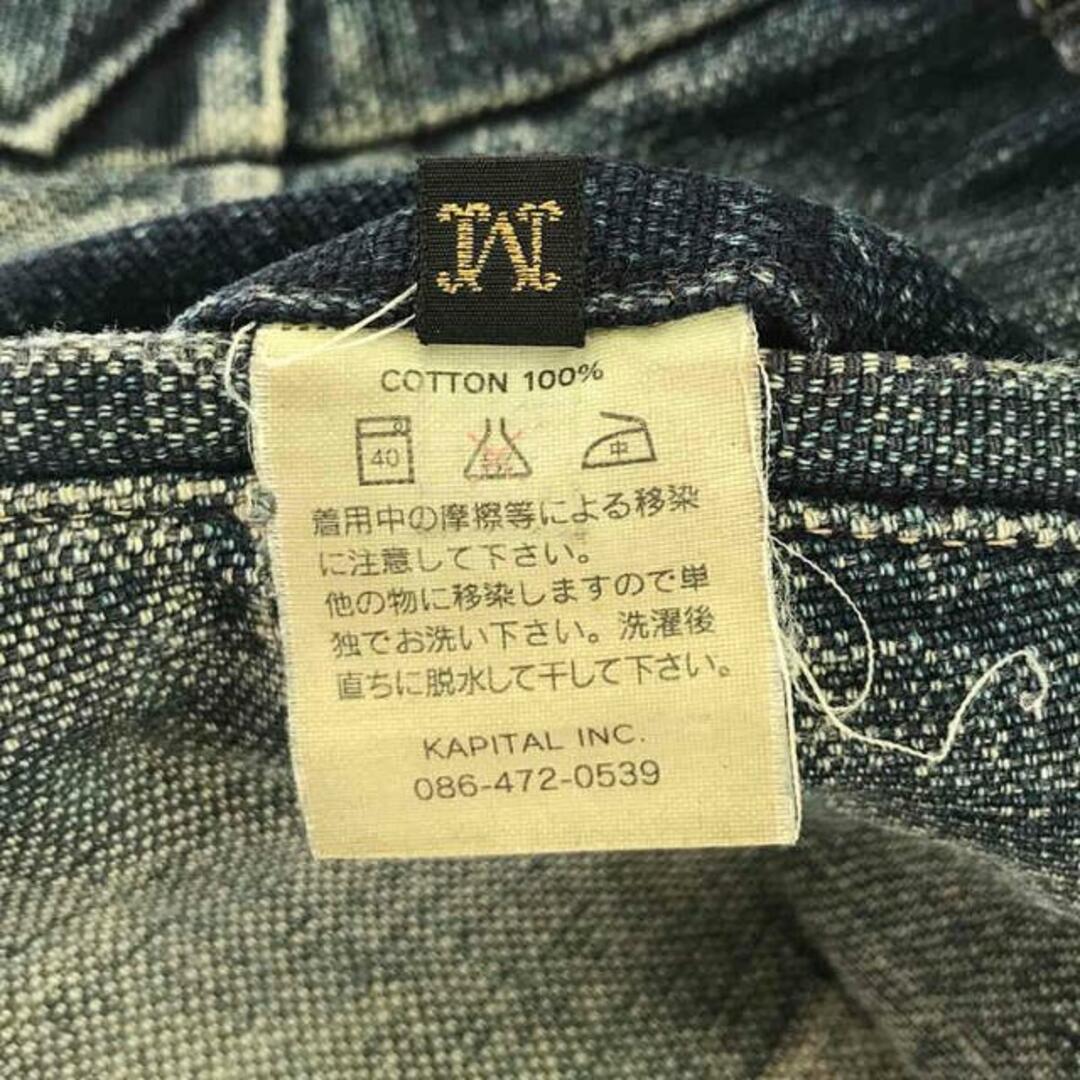 M
COTTON 100%
40 中
着用中の摩擦等による移染
に注意して下さい。
他の物に移染しますので単
独でお洗い下さい。洗濯後
直ちに脱水して干して下さい。
KAPITAL INC.
086-472-0539